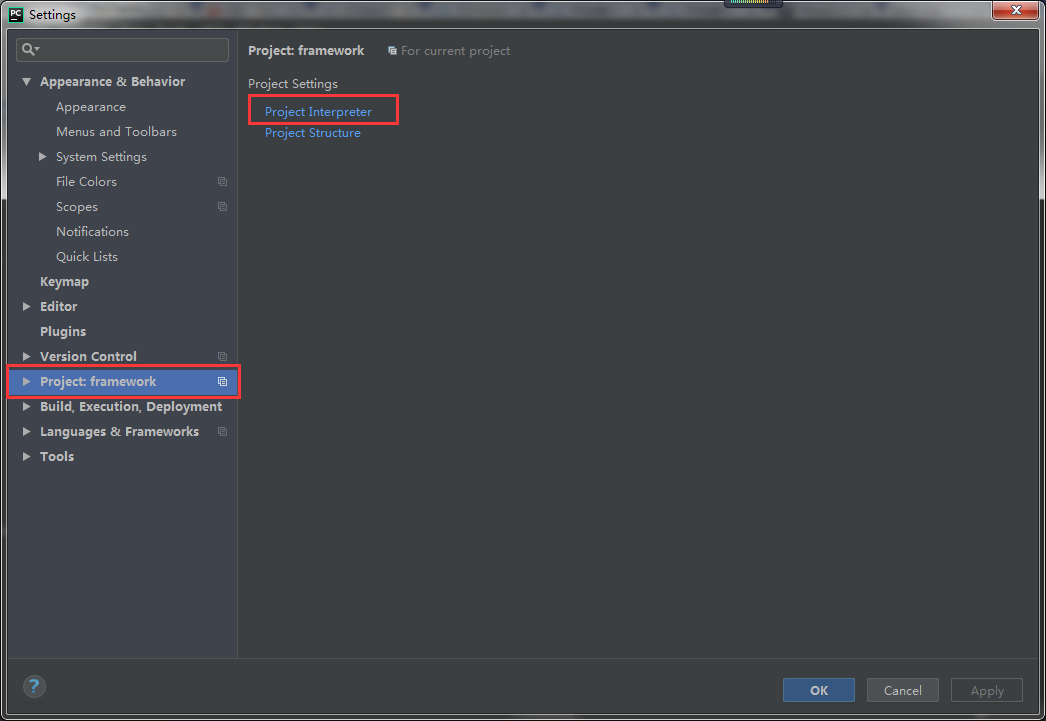 PC Settings
Project: framework For current project
Appearance & Behavior
Appearance
Menus and Toolbars
System Settings
File Colors
Scopes
Notifications
Quick Lists
Keymap
Editor
Plugins
Version Control
Project: framework
Build, Execution, Deployment
Languages & Frameworks
Tools
Project Settings
Project Interpreter
Project Structure
?
OK Cancel Apply